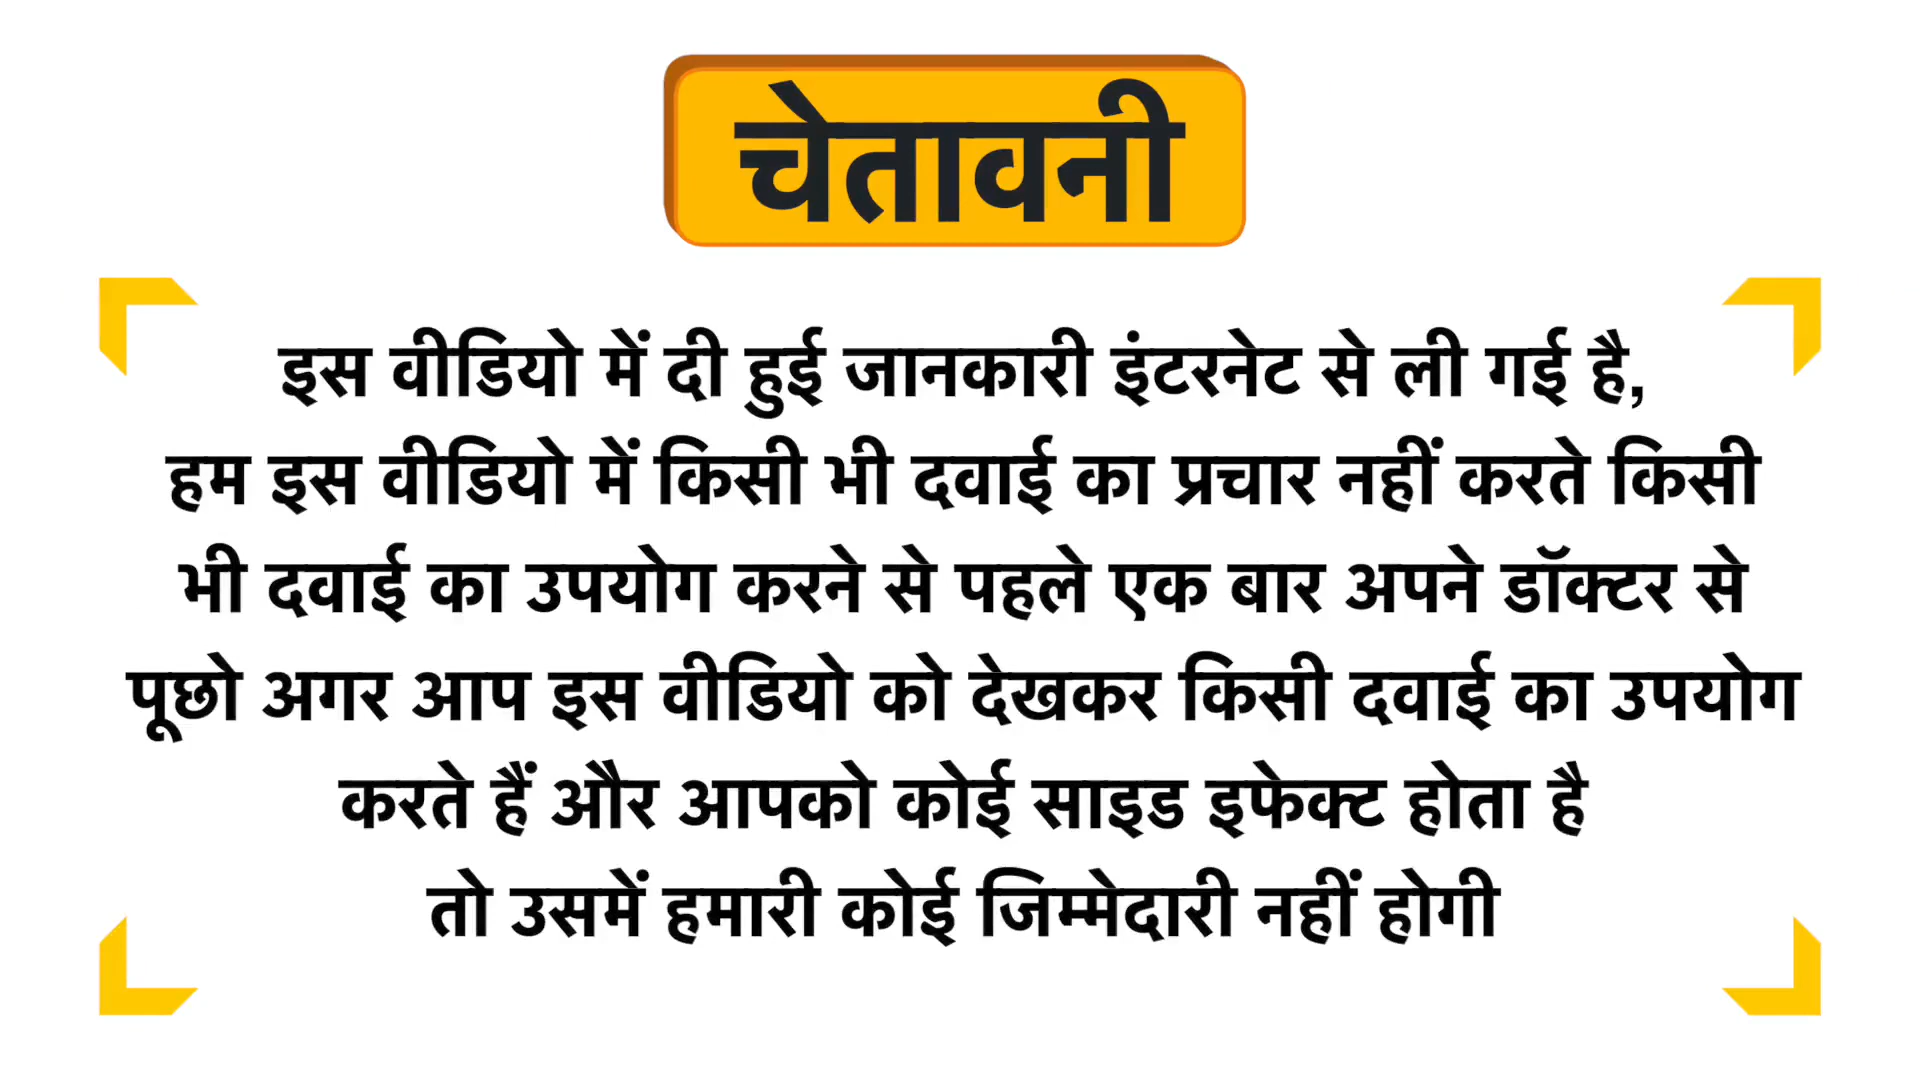 चेतावनी
इस वीडियो में दी हुई जानकारी इंटरनेट से ली गई है,
हम इस वीडियो में किसी भी दवाई का प्रचार नहीं करते किसी
भी दवाई का उपयोग करने से पहले एक बार अपने डॉक्टर से
पूछो अगर आप इस वीडियो को देखकर किसी दवाई का उपयोग
करते हैं और आपको कोई साइड इफेक्ट होता है
तो उसमें हमारी कोई जिम्मेदारी नहीं होगी